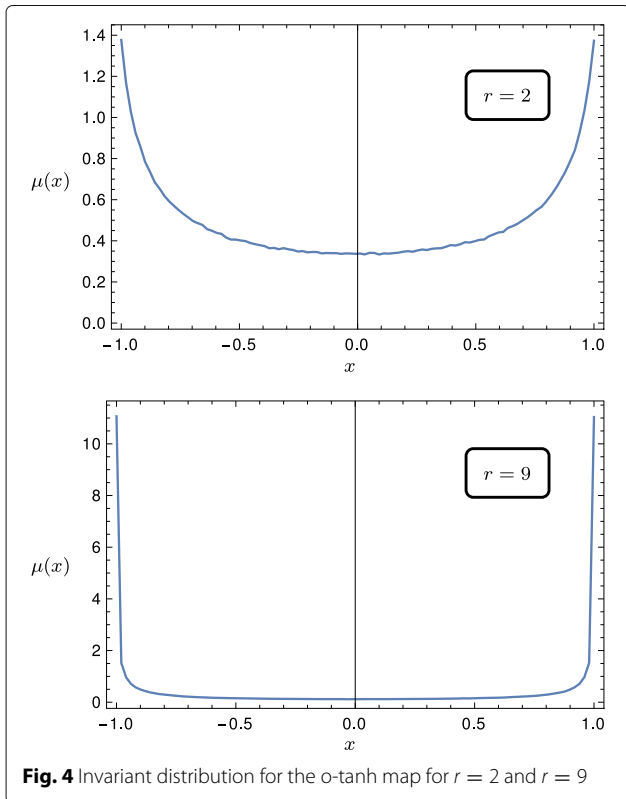 1.4
1.2
1.0
0.8
0.6
0.4
0.2
0.0
μ(x)
r = 2
−1.0 −0.5 0.0 0.5 1.0
x
10
8
6
4
2
0
μ(x)
r = 9
−1.0 −0.5 0.0 0.5 1.0
x
Fig. 4 Invariant distribution for the o-tanh map for r = 2 and r = 9